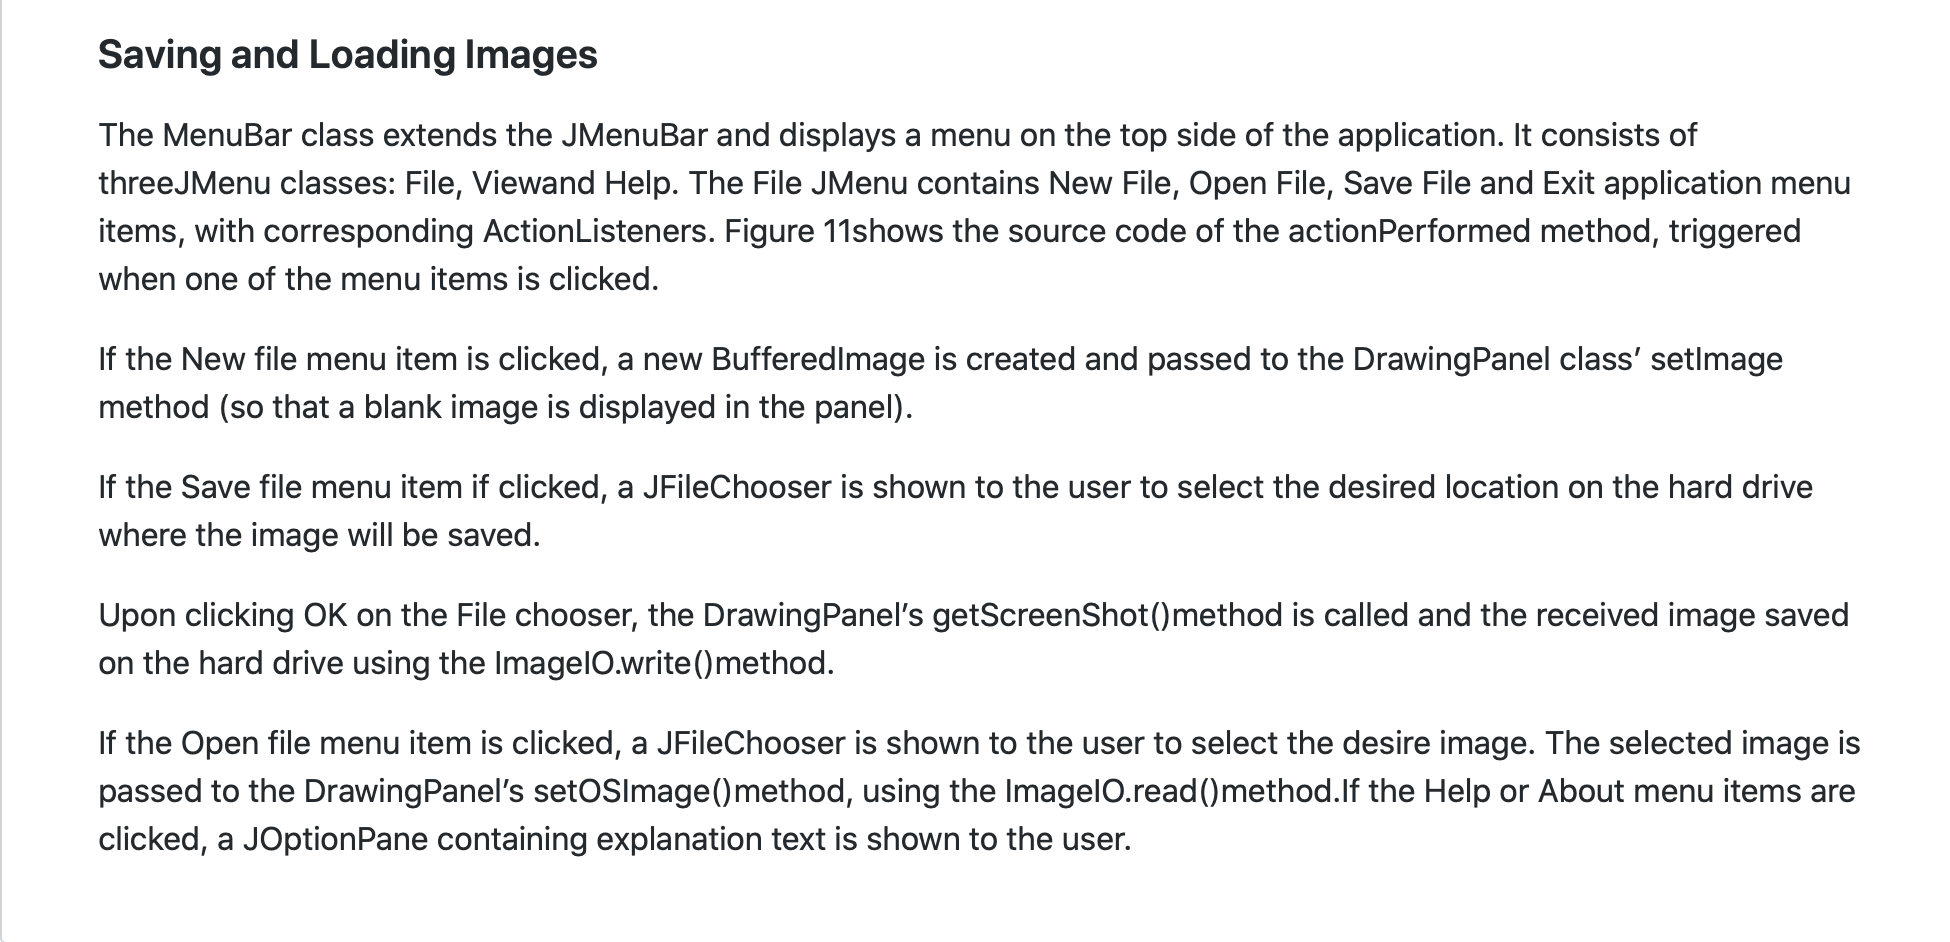 Saving and Loading Images
The MenuBar class extends the JMenuBar and displays a menu on the top side of the application. It consists of
threeJMenu classes: File, Viewand Help. The File JMenu contains New File, Open File, Save File and Exit application menu
items, with corresponding ActionListeners. Figure 11shows the source code of the actionPerformed method, triggered
when one of the menu items is clicked.
If the New file menu item is clicked, a new BufferedImage is created and passed to the DrawingPanel class’ setImage
method (so that a blank image is displayed in the panel).
If the Save file menu item if clicked, a JFileChooser is shown to the user to select the desired location on the hard drive
where the image will be saved.
Upon clicking OK on the File chooser, the DrawingPanel’s getScreenShot()method is called and the received image saved
on the hard drive using the ImageIO.write()method.
If the Open file menu item is clicked, a JFileChooser is shown to the user to select the desire image. The selected image is
passed to the DrawingPanel’s setOSImage()method, using the ImageIO.read()method.If the Help or About menu items are
clicked, a JOptionPane containing explanation text is shown to the user.